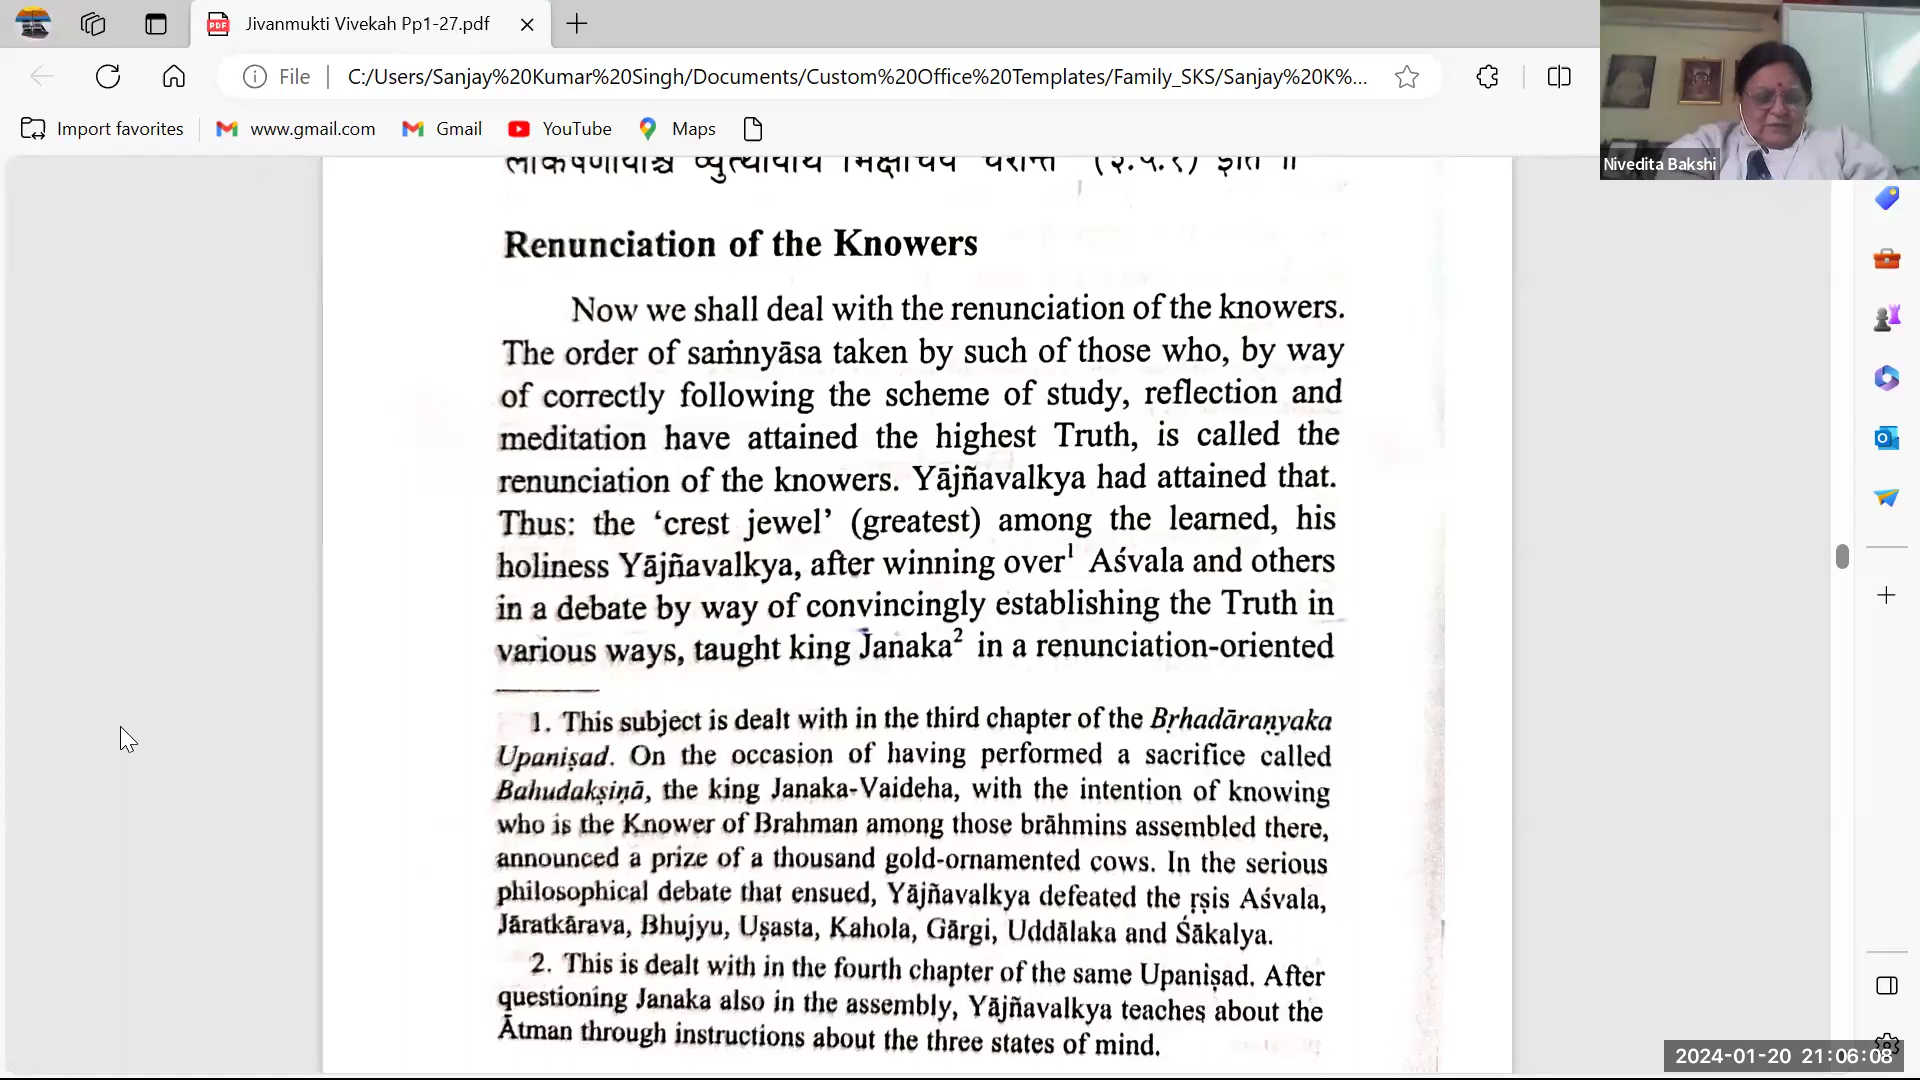 Jivanmukti Vivekah Pp1-27.pdf
File
C:/Users/Sanjay%20Kumar%20Singh/Documents/Custom%20Office%20Templates/Family_SKS/Sanjay%20K%...
Import favorites
www.gmail.com
Gmail
YouTube
Maps
Nivedita Bakshi
Renunciation of the Knowers
Now we shall deal with the renunciation of the knowers.
The order of saṁnyāsa taken by such of those who, by way
of correctly following the scheme of study, reflection and
meditation have attained the highest Truth, is called the
renunciation of the knowers. Yājñavalkya had attained that.
Thus: the ‘crest jewel’ (greatest) among the learned, his
holiness Yājñavalkya, after winning over¹ Aśvala and others
in a debate by way of convincingly establishing the Truth in
various ways, taught king Janaka² in a renunciation-oriented
1. This subject is dealt with in the third chapter of the Bṛhadāraṇyaka
Upaniṣad. On the occasion of having performed a sacrifice called
Bahudakṣiṇā, the king Janaka-Vaideha, with the intention of knowing
who is the Knower of Brahman among those brāhmins assembled there,
announced a prize of a thousand gold-ornamented cows. In the serious
philosophical debate that ensued, Yājñavalkya defeated the ṛṣis Aśvala,
Jāratkārava, Bhujyu, Uṣasta, Kahola, Gārgi, Uddālaka and Śākalya.
2. This is dealt with in the fourth chapter of the same Upaniṣad. After
questioning Janaka also in the assembly, Yājñavalkya teaches about the
Ātman through instructions about the three states of mind.
2024-01-20 21:06:08